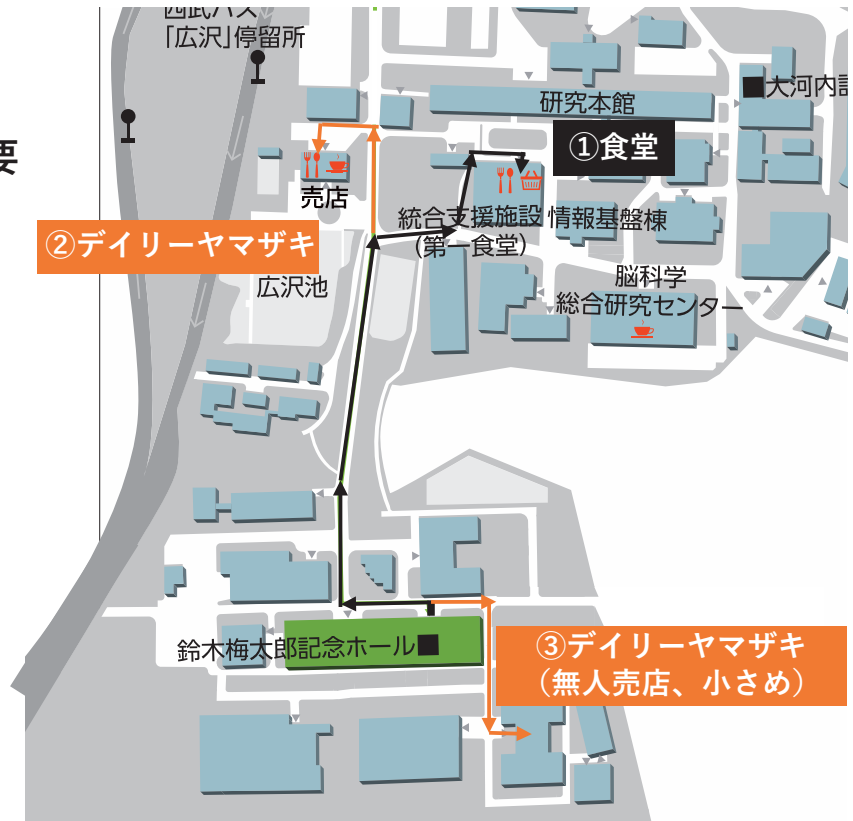 西武バス
「広沢」停留所
要
研究本館
大河内記
①食堂
売店
統合支援施設
(第一食堂)
情報基盤棟
②デイリーヤマザキ
広沢池
脳科学
総合研究センター
鈴木梅太郎記念ホール
③デイリーヤマザキ
（無人売店、小さめ）